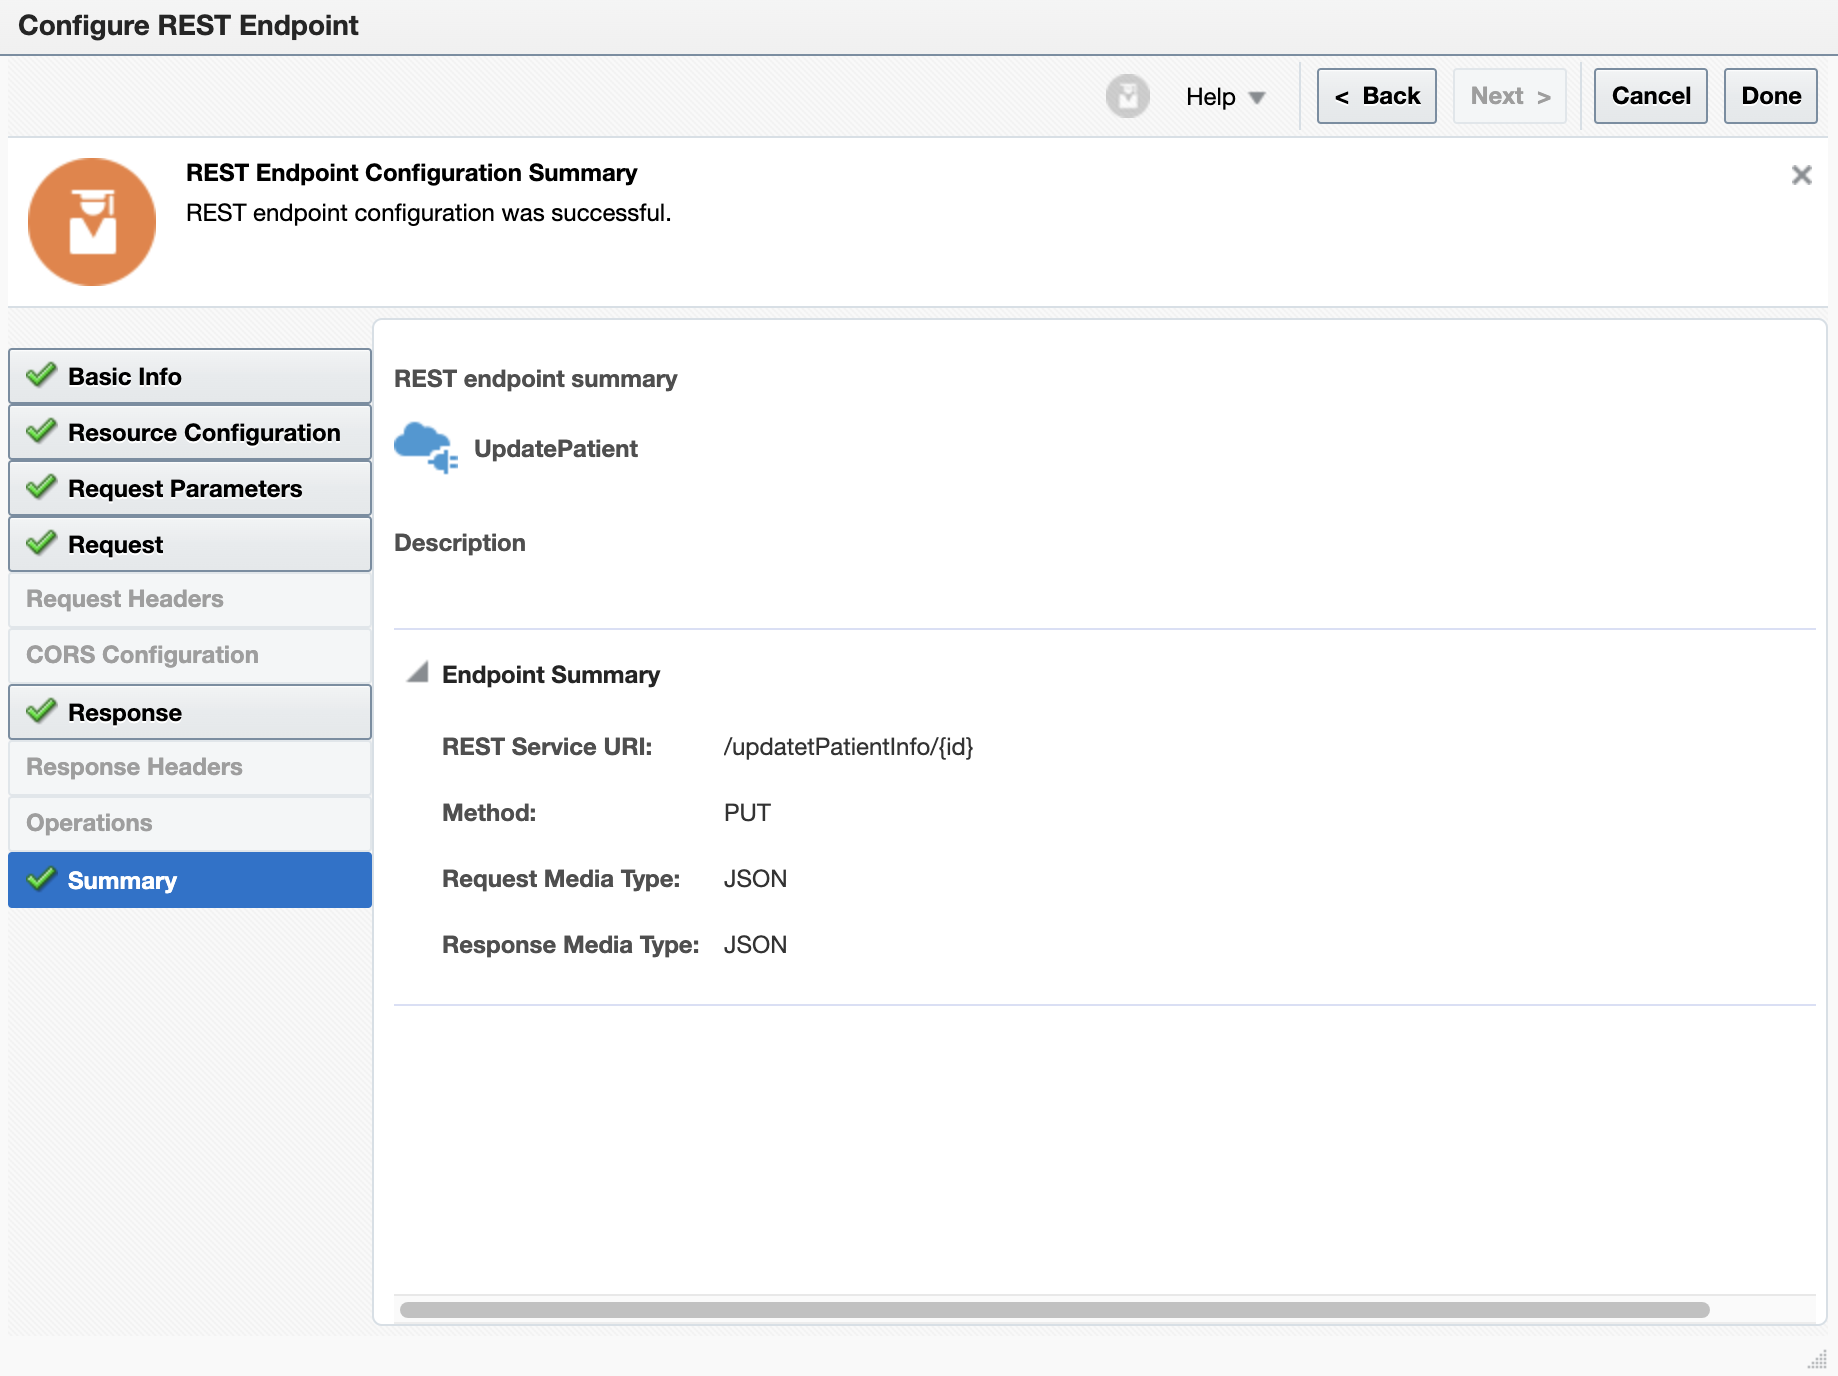 Configure REST Endpoint
Help
< Back
Next >
Cancel
Done
REST Endpoint Configuration Summary
REST endpoint configuration was successful.
Basic Info
Resource Configuration
Request Parameters
Request
Request Headers
CORS Configuration
Response
Response Headers
Operations
Summary
REST endpoint summary
UpdatePatient
Description
Endpoint Summary
REST Service URI: /updatetPatientInfo/{id}
Method: PUT
Request Media Type: JSON
Response Media Type: JSON